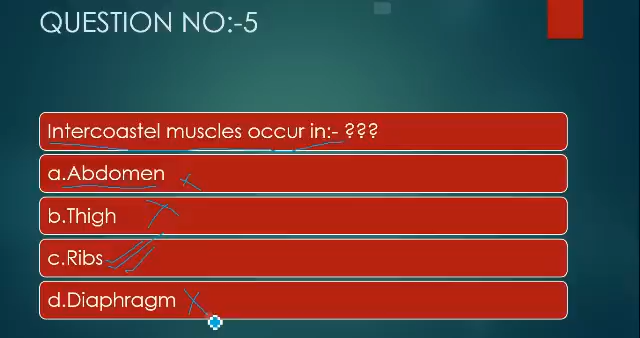 QUESTION NO:-5
Intercoastel muscles occur in:- ???
a.Abdomen
b.Thigh
c.Ribs
d.Diaphragm